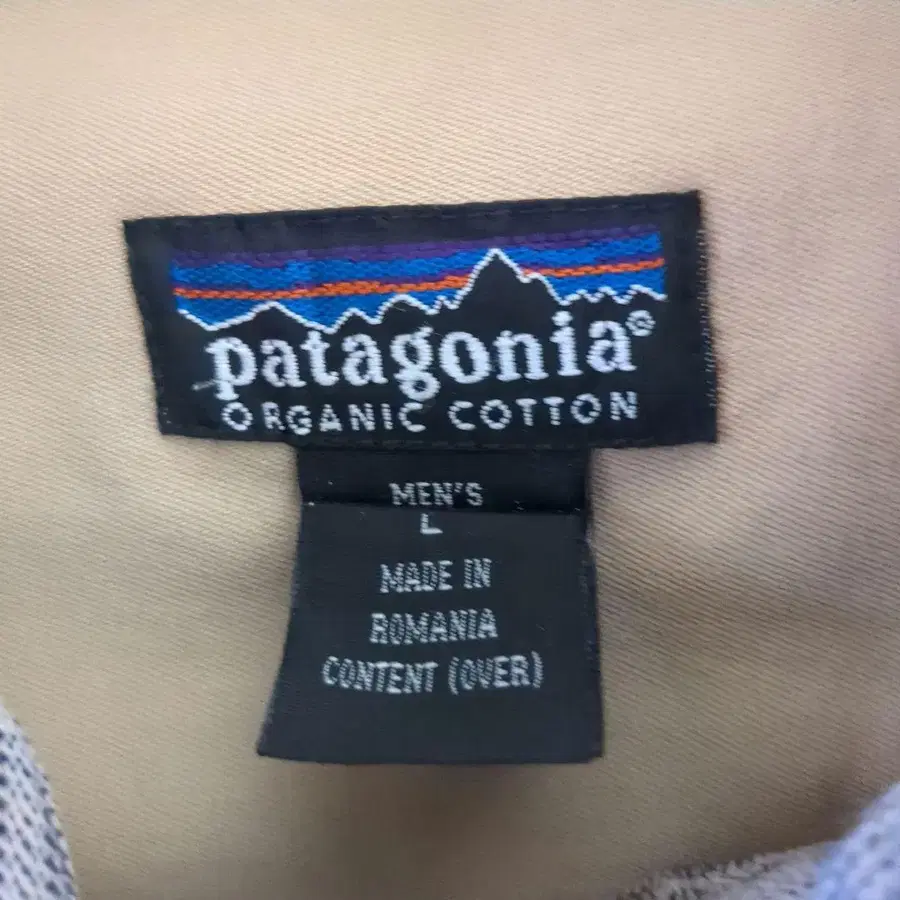 patagonia®
ORGANIC COTTON
MEN'S
L
MADE IN
ROMANIA
CONTENT (OVER)